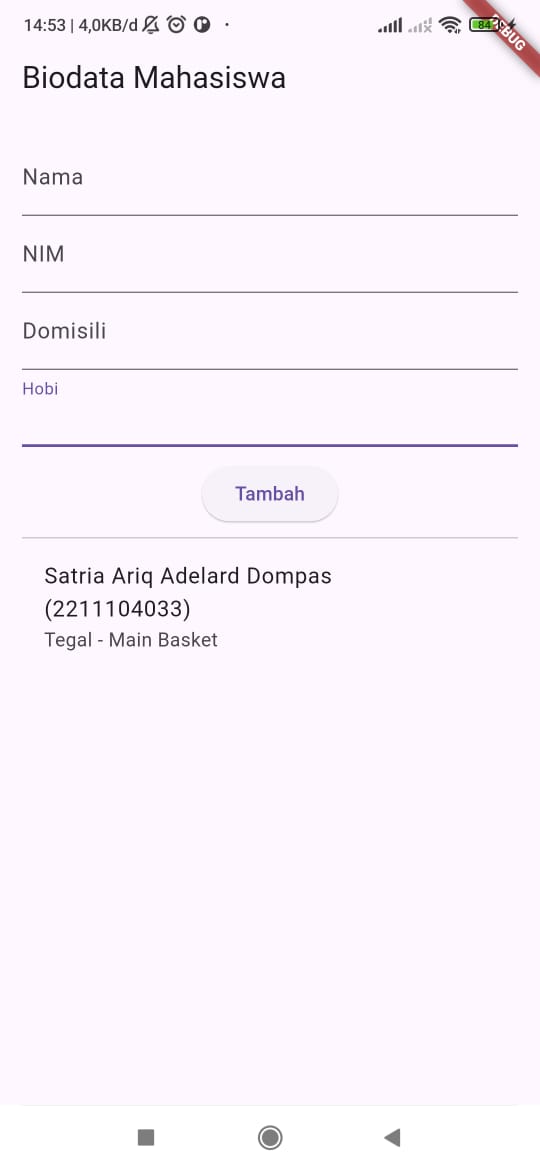 14:53 | 4,0KB/d
84
DEBUG
Biodata Mahasiswa
Nama
NIM
Domisili
Hobi
Tambah
Satria Ariq Adelard Dompas
(2211104033)
Tegal - Main Basket